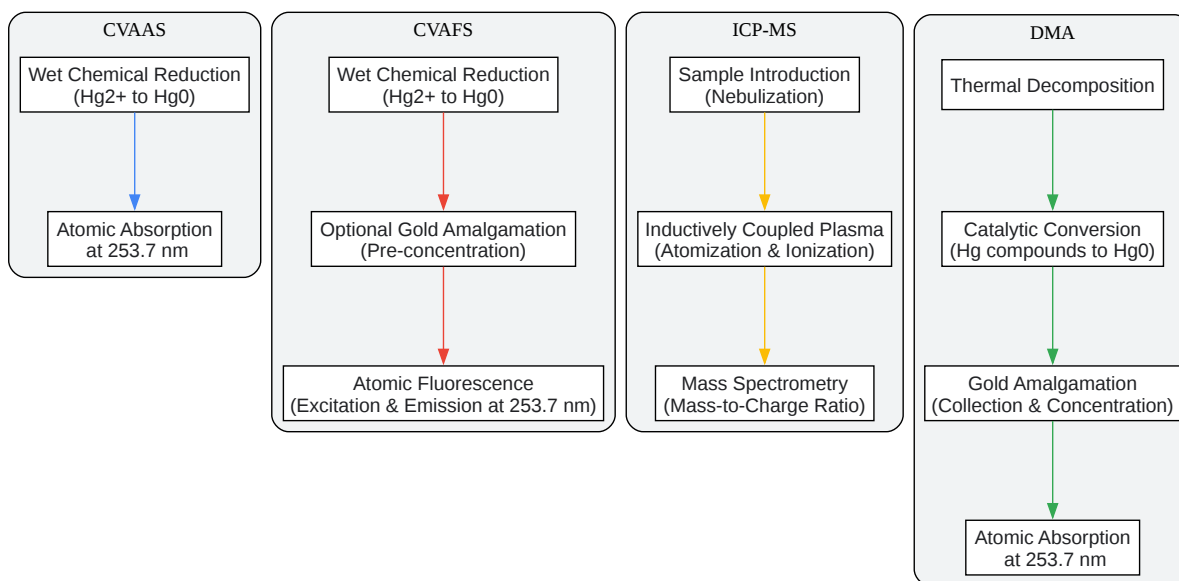 CVAAS
Wet Chemical Reduction
(Hg2+ to Hg0)
Atomic Absorption
at 253.7 nm
CVAFS
Wet Chemical Reduction
(Hg2+ to Hg0)
Optional Gold Amalgamation
(Pre-concentration)
Atomic Fluorescence
(Excitation & Emission at 253.7 nm)
ICP-MS
Sample Introduction
(Nebulization)
Inductively Coupled Plasma
(Atomization & Ionization)
Mass Spectrometry
(Mass-to-Charge Ratio)
DMA
Thermal Decomposition
Catalytic Conversion
(Hg compounds to Hg0)
Gold Amalgamation
(Collection & Concentration)
Atomic Absorption
at 253.7 nm